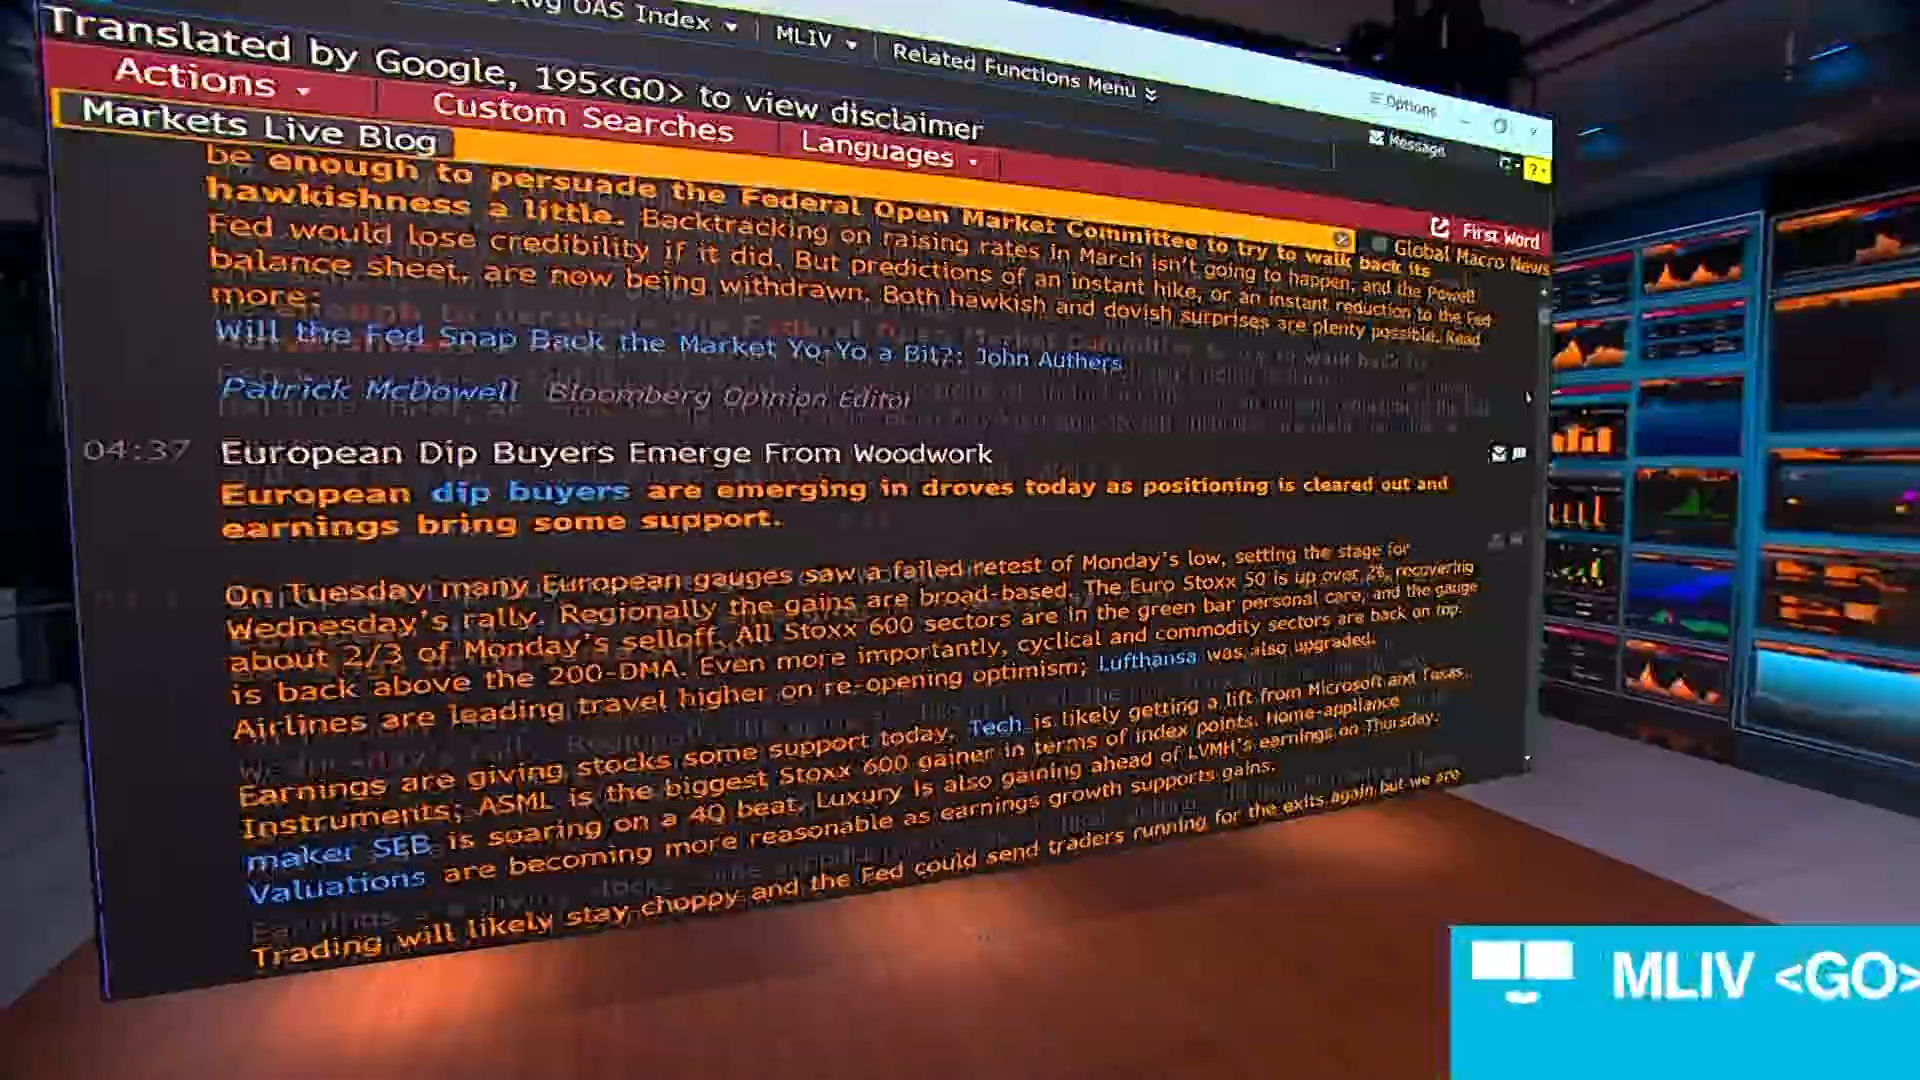 Avg OAS Index MLIV Related Functions Menu
Options
Translated by Google, 195<GO> to view disclaimer
Message
Actions Custom Searches Languages
First Word
Markets Live Blog
Global Macro News
be enough to persuade the Federal Open Market Committee to try to walk back its
hawkishness a little. Backtracking on raising rates in March isn't going to happen, and the Powell
Fed would lose credibility if it did. But predictions of an instant hike, or an instant reduction to the Fed
balance sheet, are now being withdrawn. Both hawkish and dovish surprises are plenty possible. Read
more:
Will the Fed Snap Back the Market Yo-Yo a Bit?: John Authers
Patrick McDowell Bloomberg Opinion Editor
04:37 European Dip Buyers Emerge From Woodwork
European dip buyers are emerging in droves today as positioning is cleared out and
earnings bring some support.
On Tuesday many European gauges saw a failed retest of Monday's low, setting the stage for
Wednesday's rally. Regionally the gains are broad-based. The Euro Stoxx 50 is up over 2%, recovering
about 2/3 of Monday's selloff. All Stoxx 600 sectors are in the green bar personal care, and the gauge
is back above the 200-DMA. Even more importantly, cyclical and commodity sectors are back on top.
Airlines are leading travel higher on re-opening optimism; Lufthansa was also upgraded.
Earnings are giving stocks some support today. Tech is likely getting a lift from Microsoft and Texas
Instruments; ASML is the biggest Stoxx 600 gainer in terms of index points. Home-appliance
maker SEB is soaring on a 4Q beat. Luxury is also gaining ahead of LVMH's earnings on Thursday.
Valuations are becoming more reasonable as earnings growth supports gains.
Trading will likely stay choppy and the Fed could send traders running for the exits again but we are
MLIV <GO>